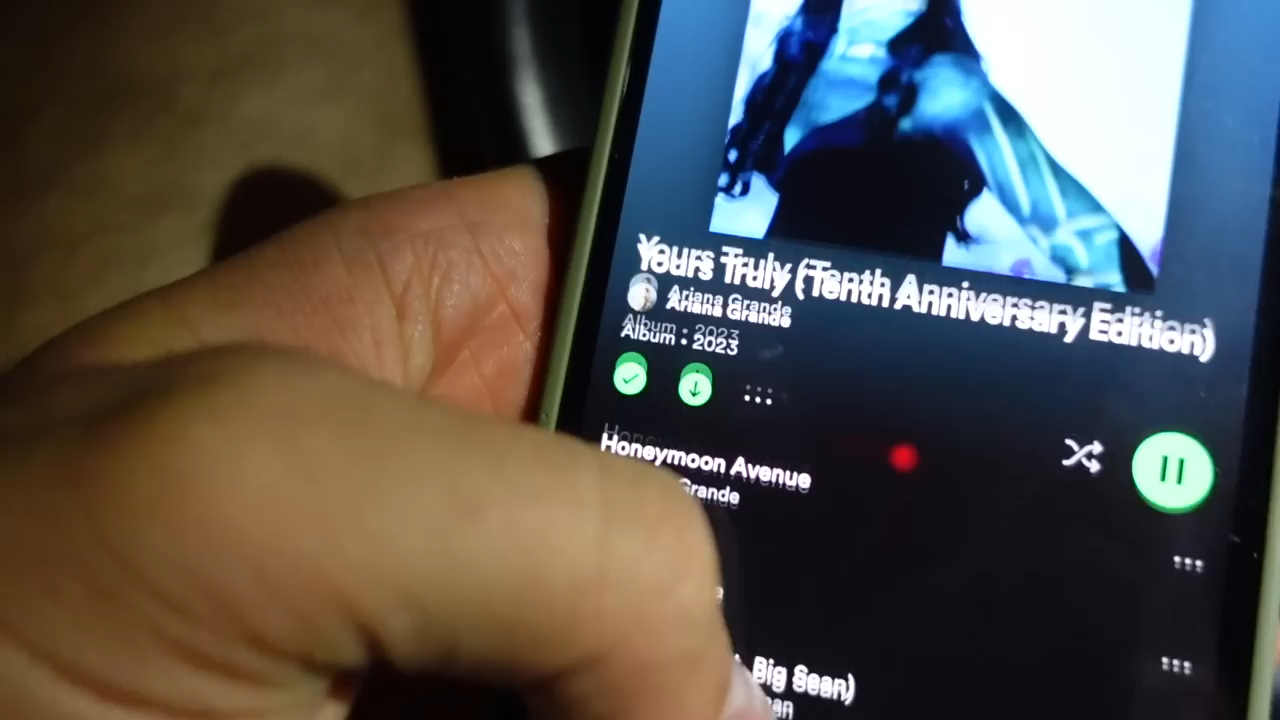 Yours Truly (Tenth Anniversary Edition)
Ariana Grande
Album • 2023
Honeymoon Avenue
Grande
Big Sean)